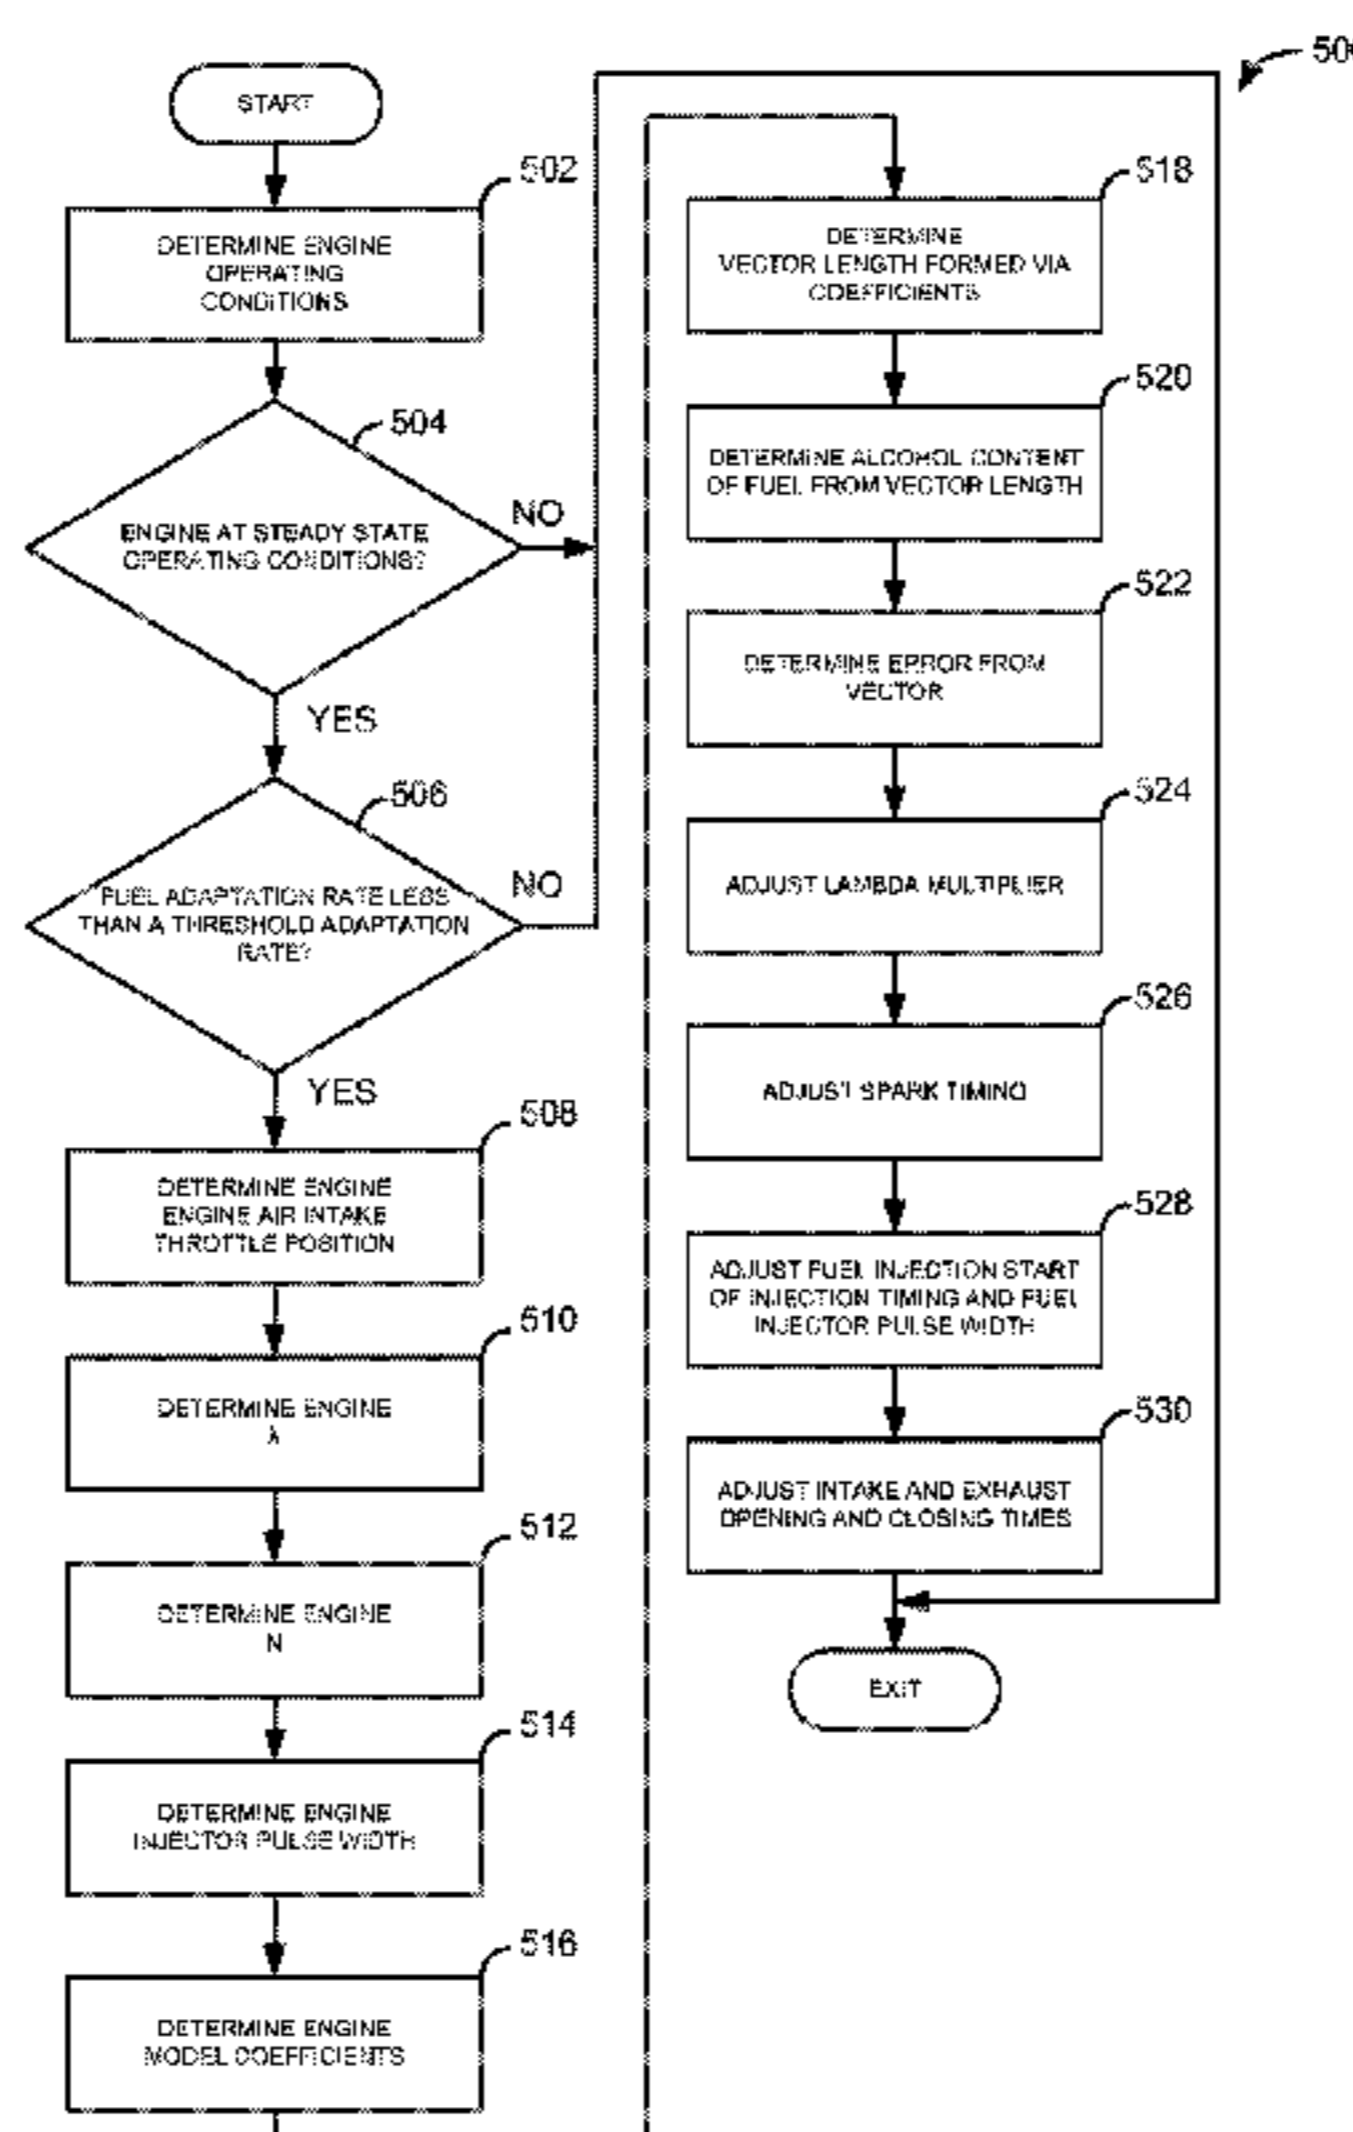 START
502
DETERMINE ENGINE
OPERATING
CONDITIONS
504
ENGINE AT STEADY STATE
OPERATING CONDITIONS?
NO
YES
506
FUEL ADAPTATION RATE LESS
THAN A THRESHOLD ADAPTATION
RATE?
NO
YES
508
DETERMINE ENGINE
ENGINE AIR INTAKE
THROTTLE POSITION
510
DETERMINE ENGINE
λ
512
DETERMINE ENGINE
N
514
DETERMINE ENGINE
INJECTOR PULSE WIDTH
516
DETERMINE ENGINE
MODEL COEFFICIENTS
518
DETERMINE
VECTOR LENGTH FORMED VIA
COEFFICIENTS
520
DETERMINE ALCOHOL CONTENT
OF FUEL FROM VECTOR LENGTH
522
DETERMINE ERROR FROM
VECTOR
524
ADJUST LAMBDA MULTIPLIER
526
ADJUST SPARK TIMING
528
ADJUST FUEL INJECTION START
OF INJECTION TIMING AND FUEL
INJECTOR PULSE WIDTH
530
ADJUST INTAKE AND EXHAUST
OPENING AND CLOSING TIMES
EXIT